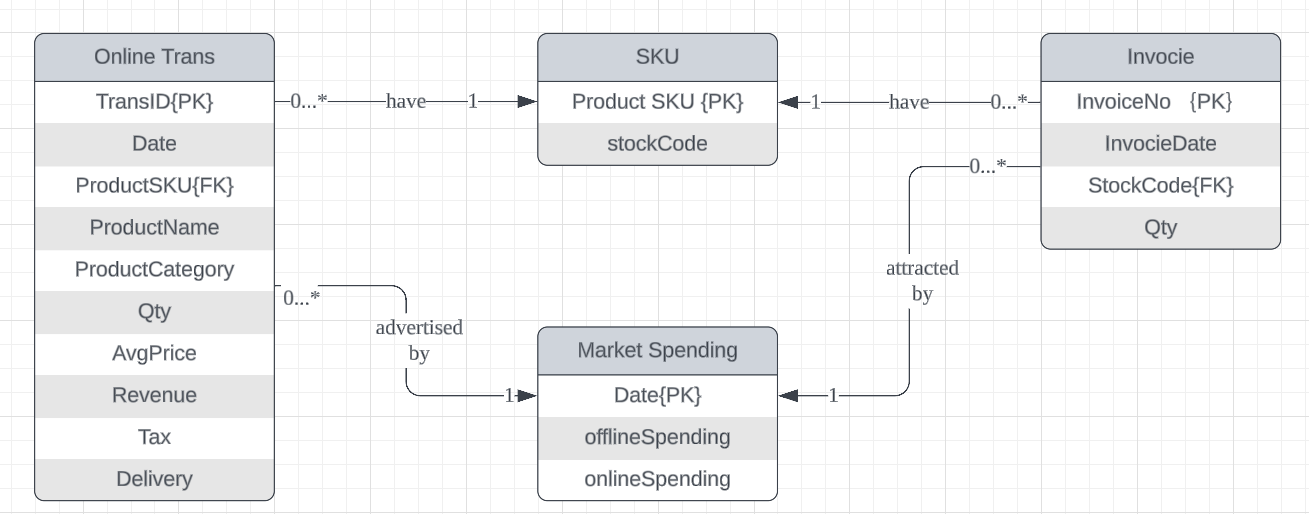 Online Trans
TransID{PK}
Date
ProductSKU{FK}
ProductName
ProductCategory
Qty
AvgPrice
Revenue
Tax
Delivery
0...*
have
1
SKU
Product SKU {PK}
stockCode
1
have
0...*
Invocie
InvoiceNo {PK}
InvocieDate
StockCode{FK}
Qty
0...*
advertised
by
1
Market Spending
Date{PK}
offlineSpending
onlineSpending
0...*
attracted
by
1